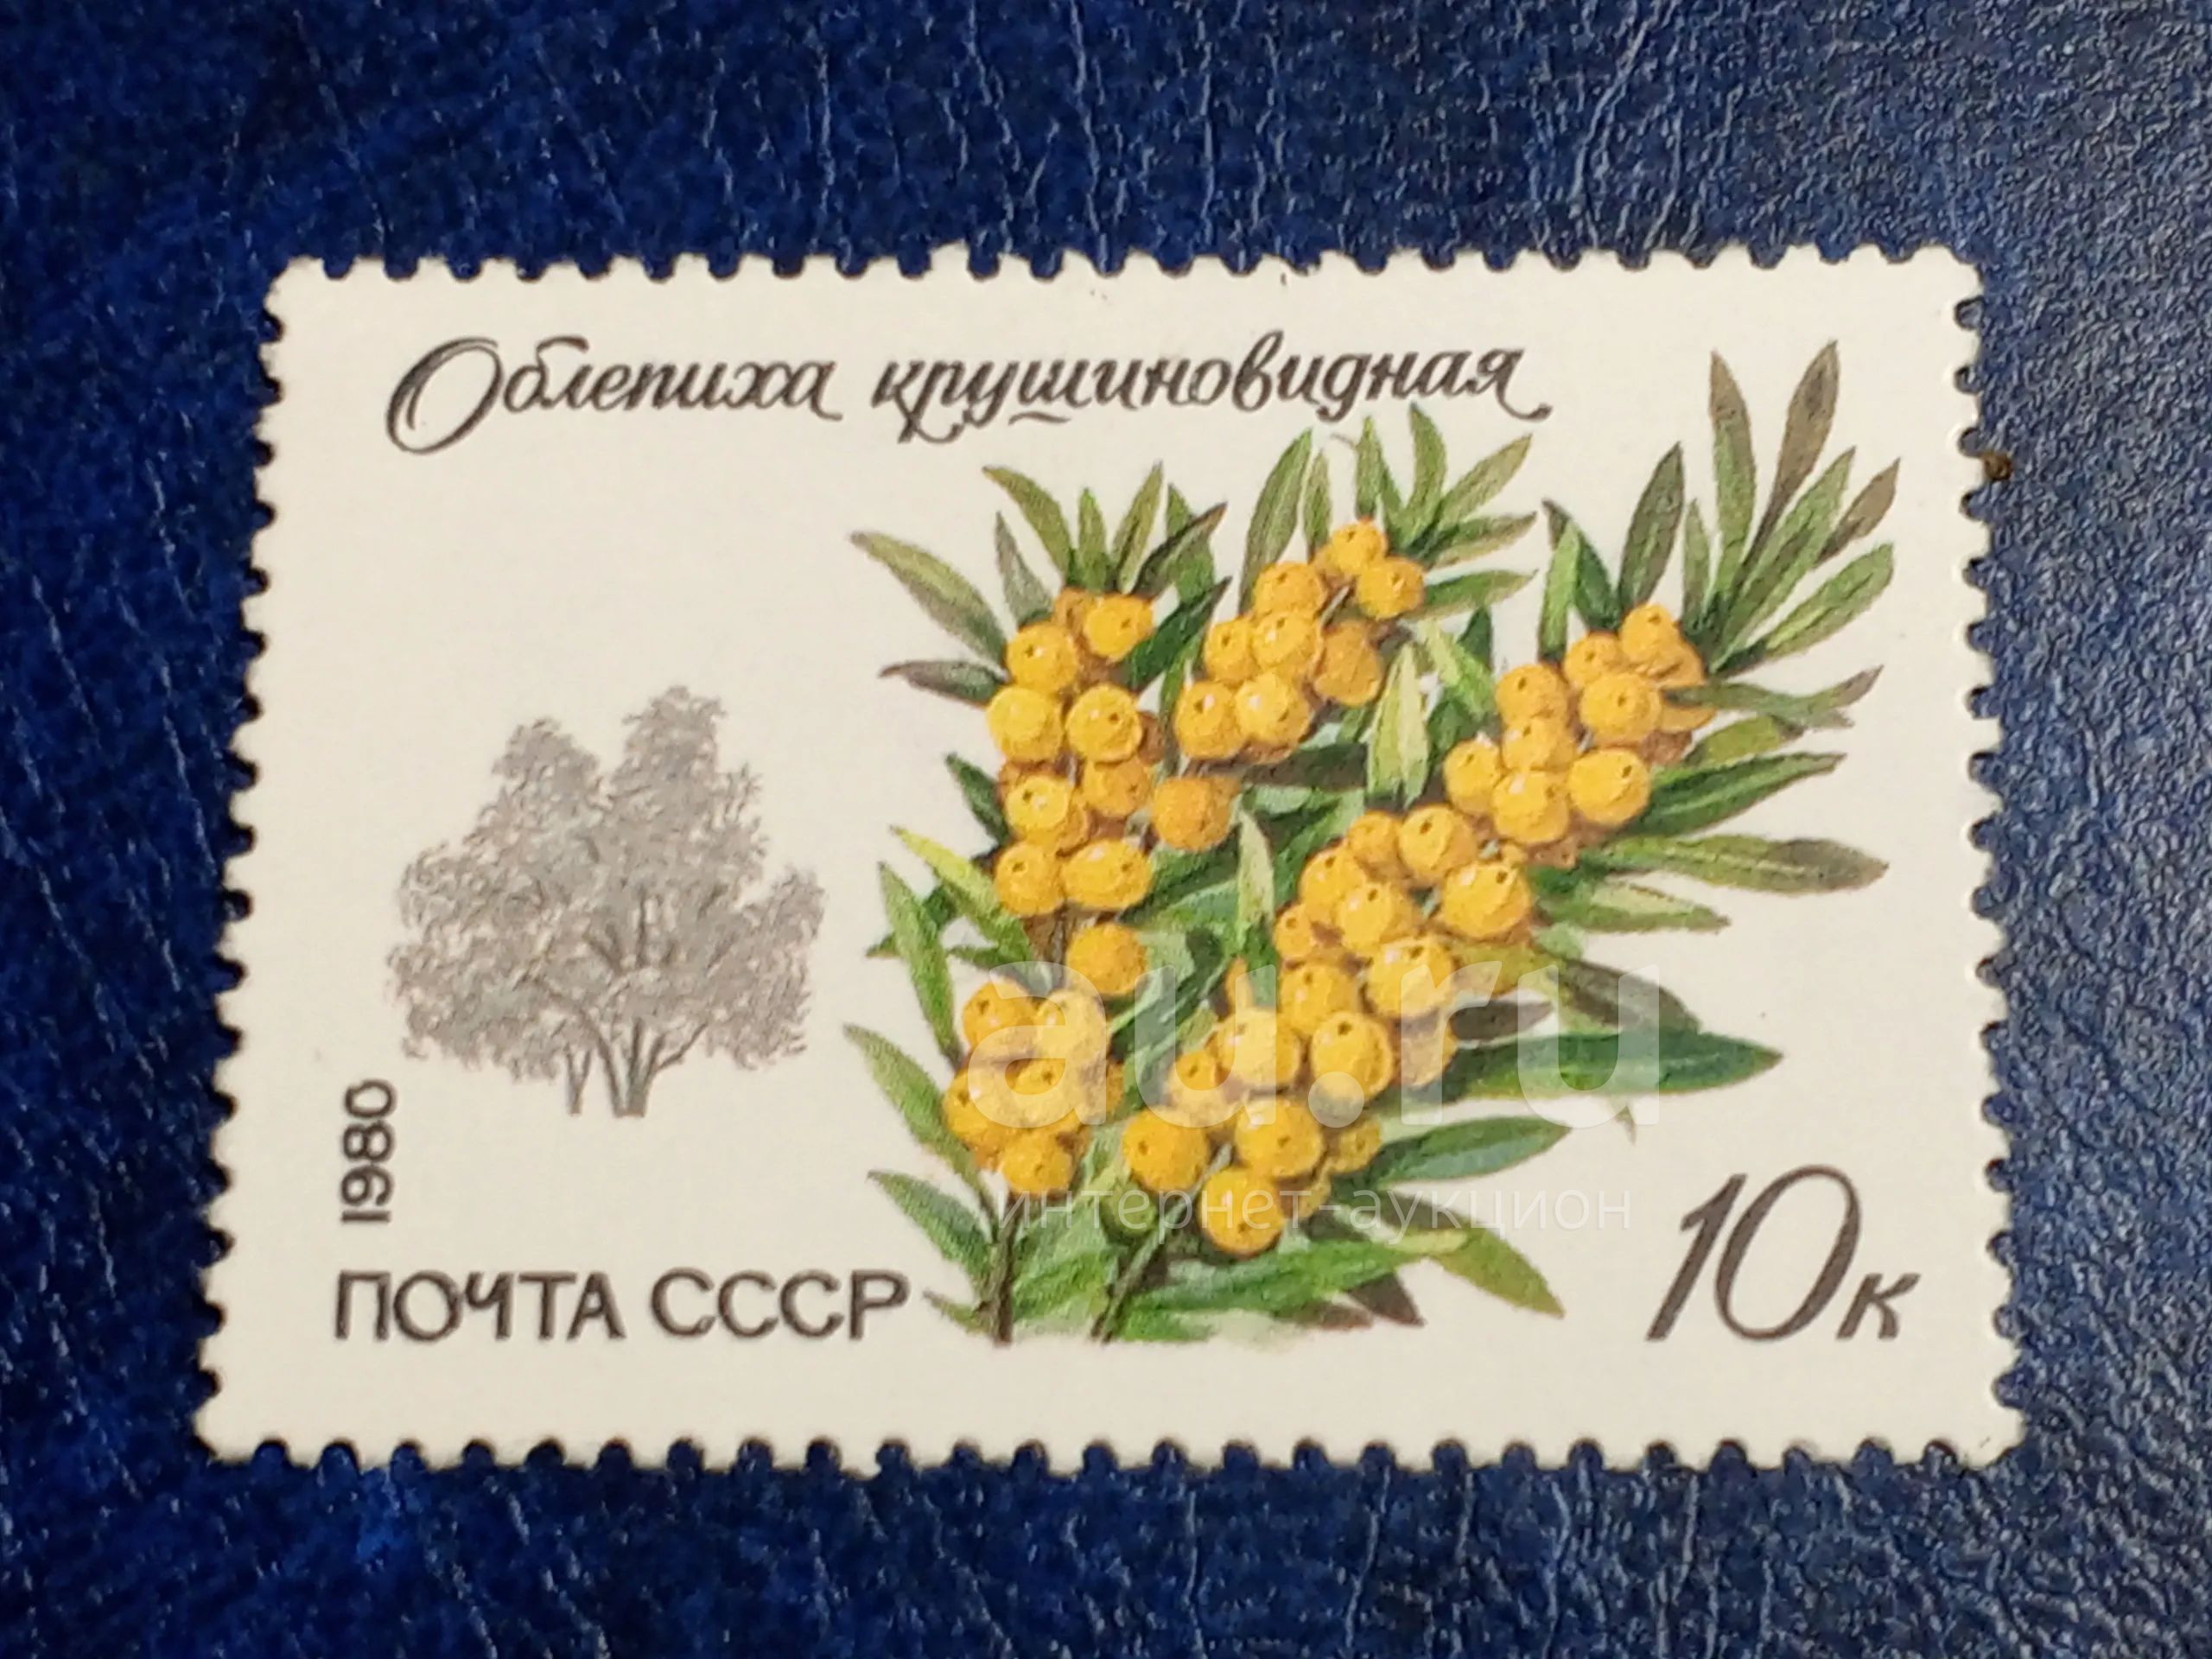 Облепиха крушиновидная
1980
ПОЧТА СССР
10к
au.ru
интернет-аукцион